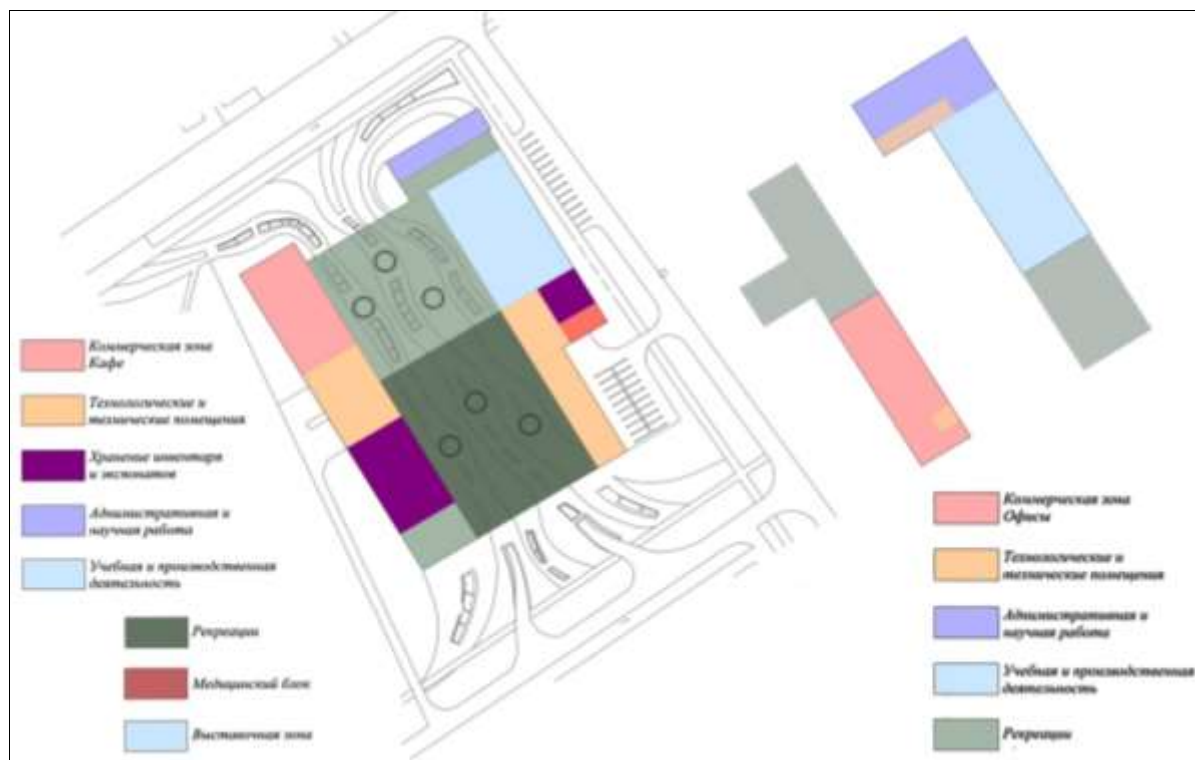 Коммерческая зона
Кафе
Технологические и
технические помещения
Хранение инвентаря
и экспонатов
Административная и
научная работа
Учебная и производственная
деятельность
Рекреации
Медицинский блок
Выставочная зона
Коммерческая зона
Офисы
Технологические и
технические помещения
Административная и
научная работа
Учебная и производственная
деятельность
Рекреации